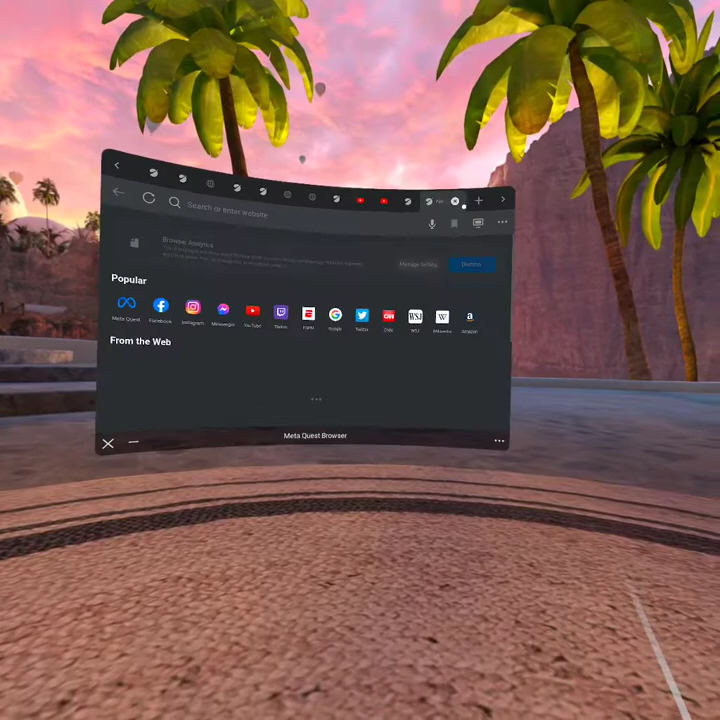 Search or enter website
Browser Analytics
Manage Setting
Dismiss
Popular
Meta Quest
Facebook
Instagram
Messenger
YouTube
Twitch
ESPN
Google
Twitter
CNN
WSJ
Wikipedia
Amazon
From the Web
Meta Quest Browser